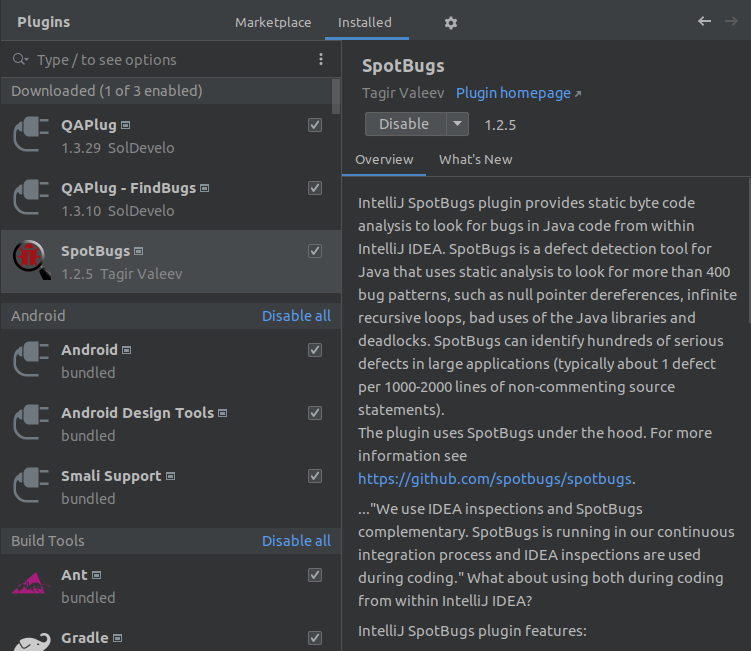 Plugins
Marketplace
Installed
Type / to see options
Downloaded (1 of 3 enabled)
QAPlug
1.3.29 SolDevelo
QAPlug - FindBugs
1.3.10 SolDevelo
SpotBugs
1.2.5 Tagir Valeev
Android
Disable all
Android
bundled
Android Design Tools
bundled
Smali Support
bundled
Build Tools
Disable all
Ant
bundled
Gradle
SpotBugs
Tagir Valeev Plugin homepage
Disable
1.2.5
Overview
What's New
IntelliJ SpotBugs plugin provides static byte code
analysis to look for bugs in Java code from within
IntelliJ IDEA. SpotBugs is a defect detection tool for
Java that uses static analysis to look for more than 400
bug patterns, such as null pointer dereferences, infinite
recursive loops, bad uses of the Java libraries and
deadlocks. SpotBugs can identify hundreds of serious
defects in large applications (typically about 1 defect
per 1000-2000 lines of non-commenting source
statements).
The plugin uses SpotBugs under the hood. For more
information see
https://github.com/spotbugs/spotbugs.
..."We use IDEA inspections and SpotBugs
complementary. SpotBugs is running in our continuous
integration process and IDEA inspections are used
during coding." What about using both during coding
from within IntelliJ IDEA?
IntelliJ SpotBugs plugin features: